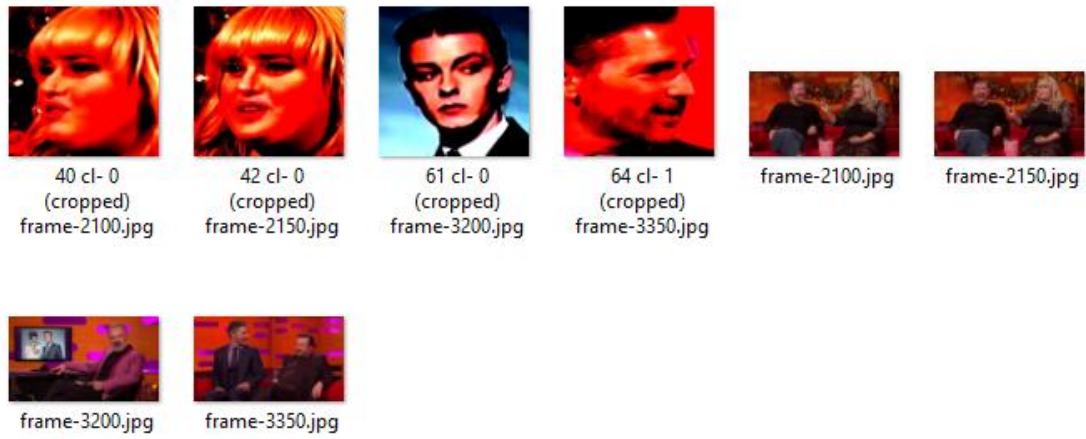 40 cl- 0
(cropped)
frame-2100.jpg
42 cl- 0
(cropped)
frame-2150.jpg
61 cl- 0
(cropped)
frame-3200.jpg
64 cl- 1
(cropped)
frame-3350.jpg
frame-2100.jpg
frame-2150.jpg
frame-3200.jpg
frame-3350.jpg